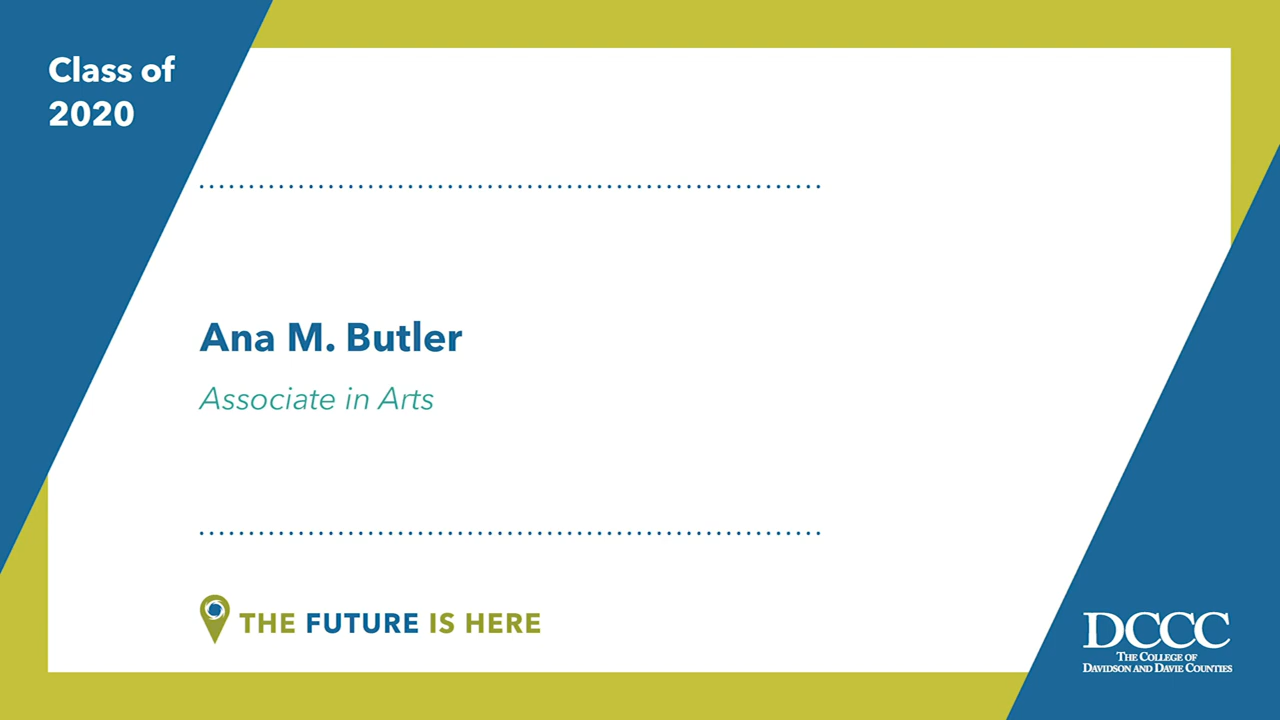 Class of
2020
Ana M. Butler
Associate in Arts
THE FUTURE IS HERE
DCCC
THE COLLEGE OF
DAVIDSON AND DAVIE COUNTIES